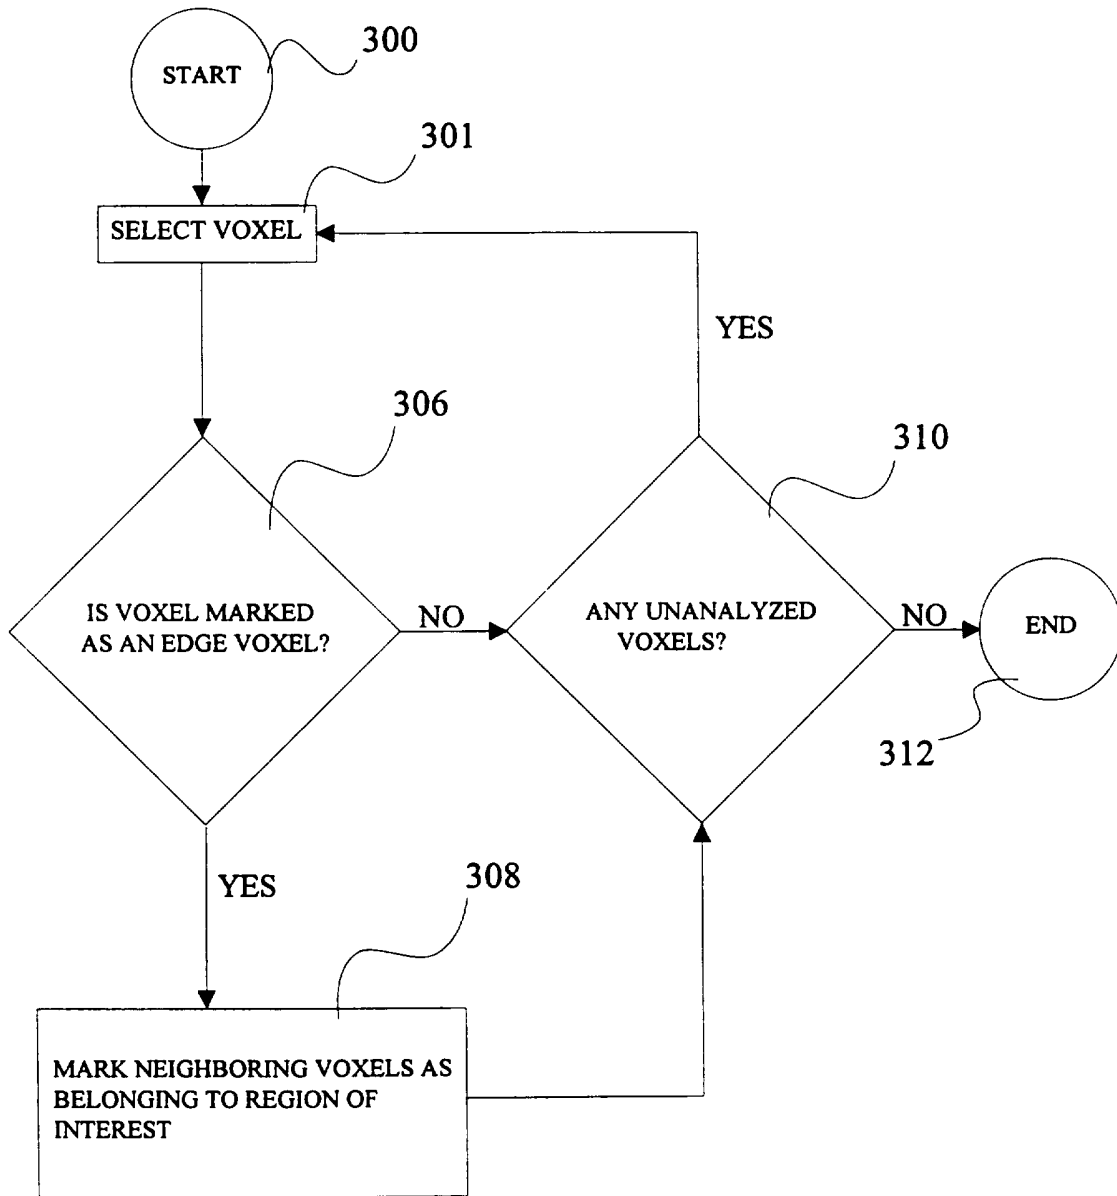 300
START
301
SELECT VOXEL
YES
306
310
IS VOXEL MARKED
AS AN EDGE VOXEL?
NO
ANY UNANALYZED
VOXELS?
NO
END
312
YES
308
MARK NEIGHBORING VOXELS AS
BELONGING TO REGION OF
INTEREST